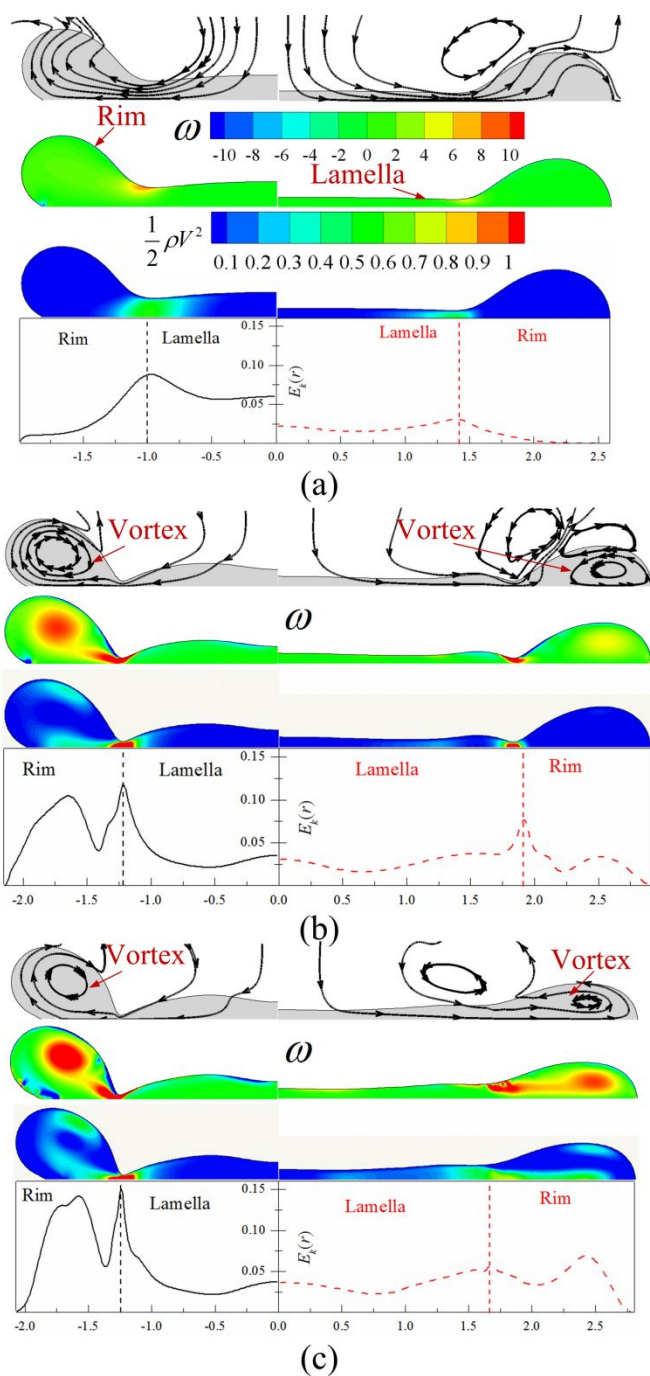 Rim
ω
-10 -8 -6 -4 -2 0 2 4 6 8 10
Lamella
1/2 ρV²
0.1 0.2 0.3 0.4 0.5 0.6 0.7 0.8 0.9 1
Rim Lamella 0.15 Lamella Rim
0.10
E_k(r)
0.05
-1.5 -1.0 -0.5 0.0 0.5 1.0 1.5 2.0 2.5
(a)
Vortex Vortex
ω
Rim Lamella 0.15 Lamella Rim
0.10
E_k(r)
0.05
-2.0 -1.5 -1.0 -0.5 0.0 0.5 1.0 1.5 2.0 2.5
(b)
Vortex Vortex
ω
Rim Lamella 0.15 Lamella Rim
0.10
E_k(r)
0.05
-2.0 -1.5 -1.0 -0.5 0.0 0.5 1.0 1.5 2.0 2.5
(c)